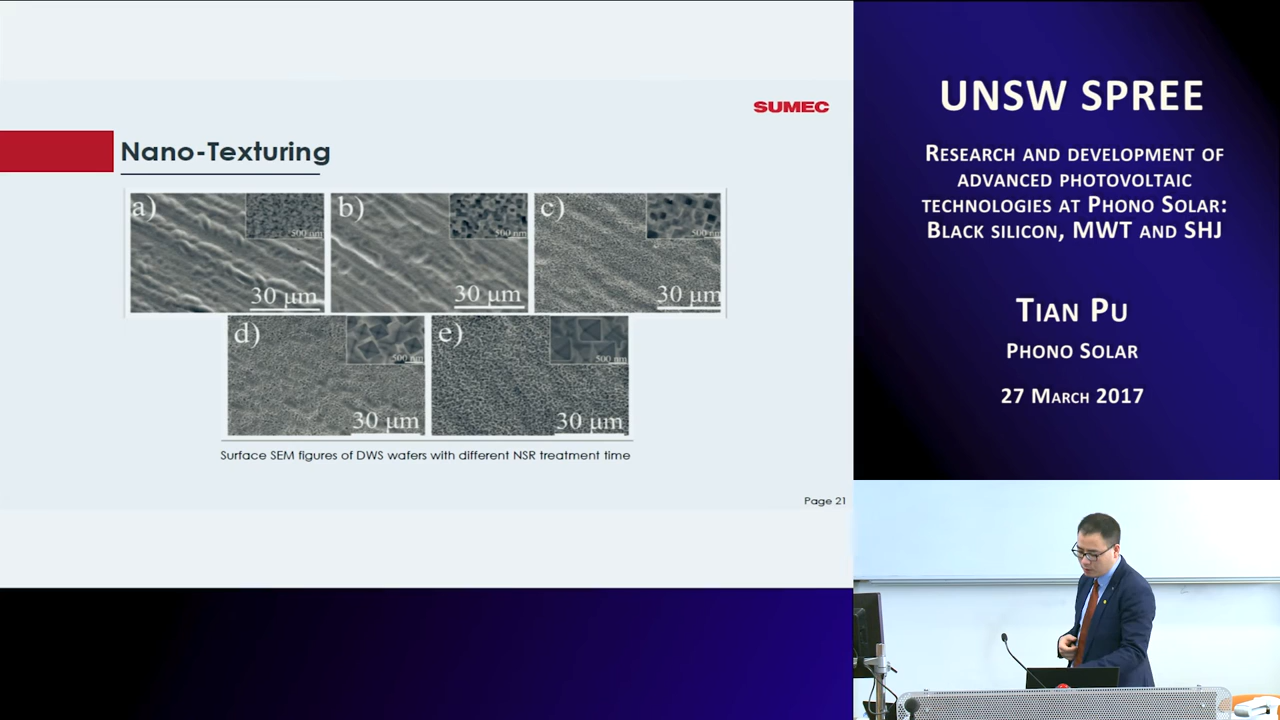 SUMEC
Nano-Texturing
a)
500 nm
30 µm
b)
500 nm
30 µm
c)
500 nm
30 µm
d)
500 nm
30 µm
e)
500 nm
30 µm
Surface SEM figures of DWS wafers with different NSR treatment time
Page 21
UNSW SPREE
RESEARCH AND DEVELOPMENT OF
ADVANCED PHOTOVOLTAIC
TECHNOLOGIES AT PHONO SOLAR:
BLACK SILICON, MWT AND SHJ
TIAN PU
PHONO SOLAR
27 MARCH 2017